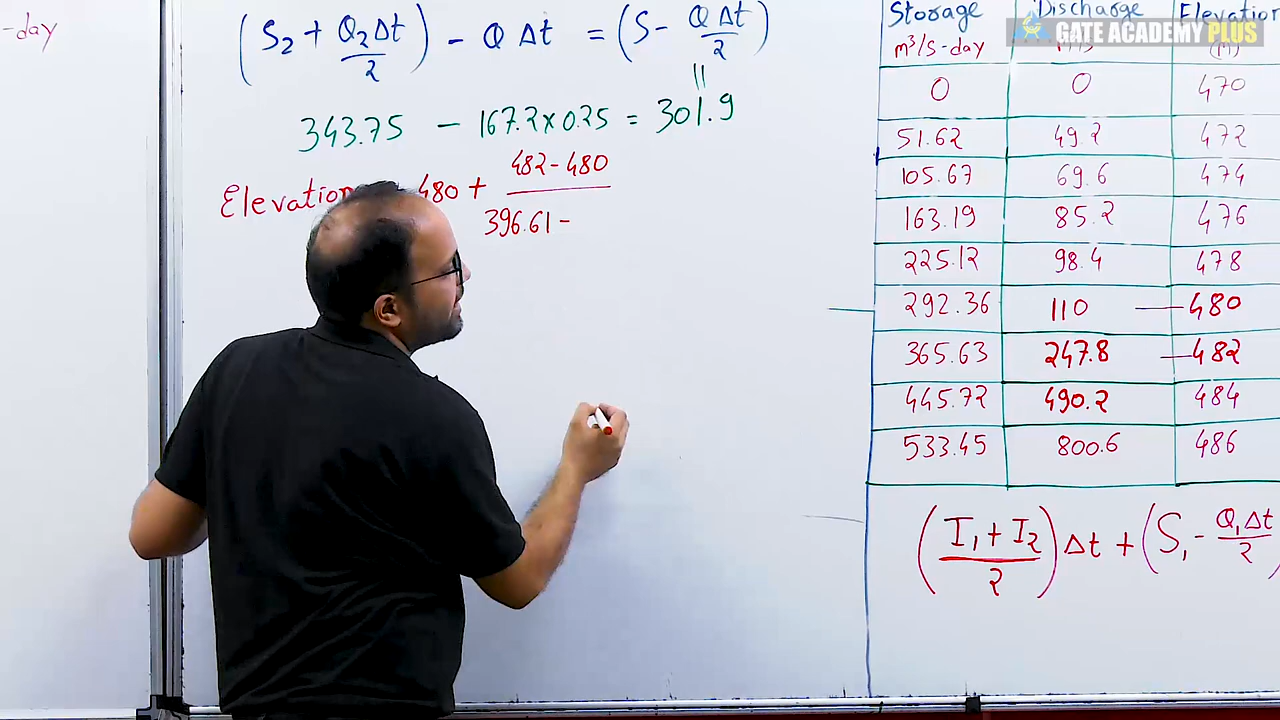 -day
(S₂ + Q₂Δt/2) - Q Δt = (S - QΔt/2)
||
343.75 - 167.2×0.25 = 301.9
Elevation 480 + 482-480
396.61 -
Storage Discharge Elevation
m³/s-day (M)
GATE ACADEMY PLUS
0 0 470
51.62 49.2 472
105.67 69.6 474
163.19 85.2 476
225.12 98.4 478
292.36 110 — 480
365.63 247.8 — 482
445.72 490.2 484
533.45 800.6 486
(I₁ + I₂/2) Δt + (S₁ - Q₁Δt/2)